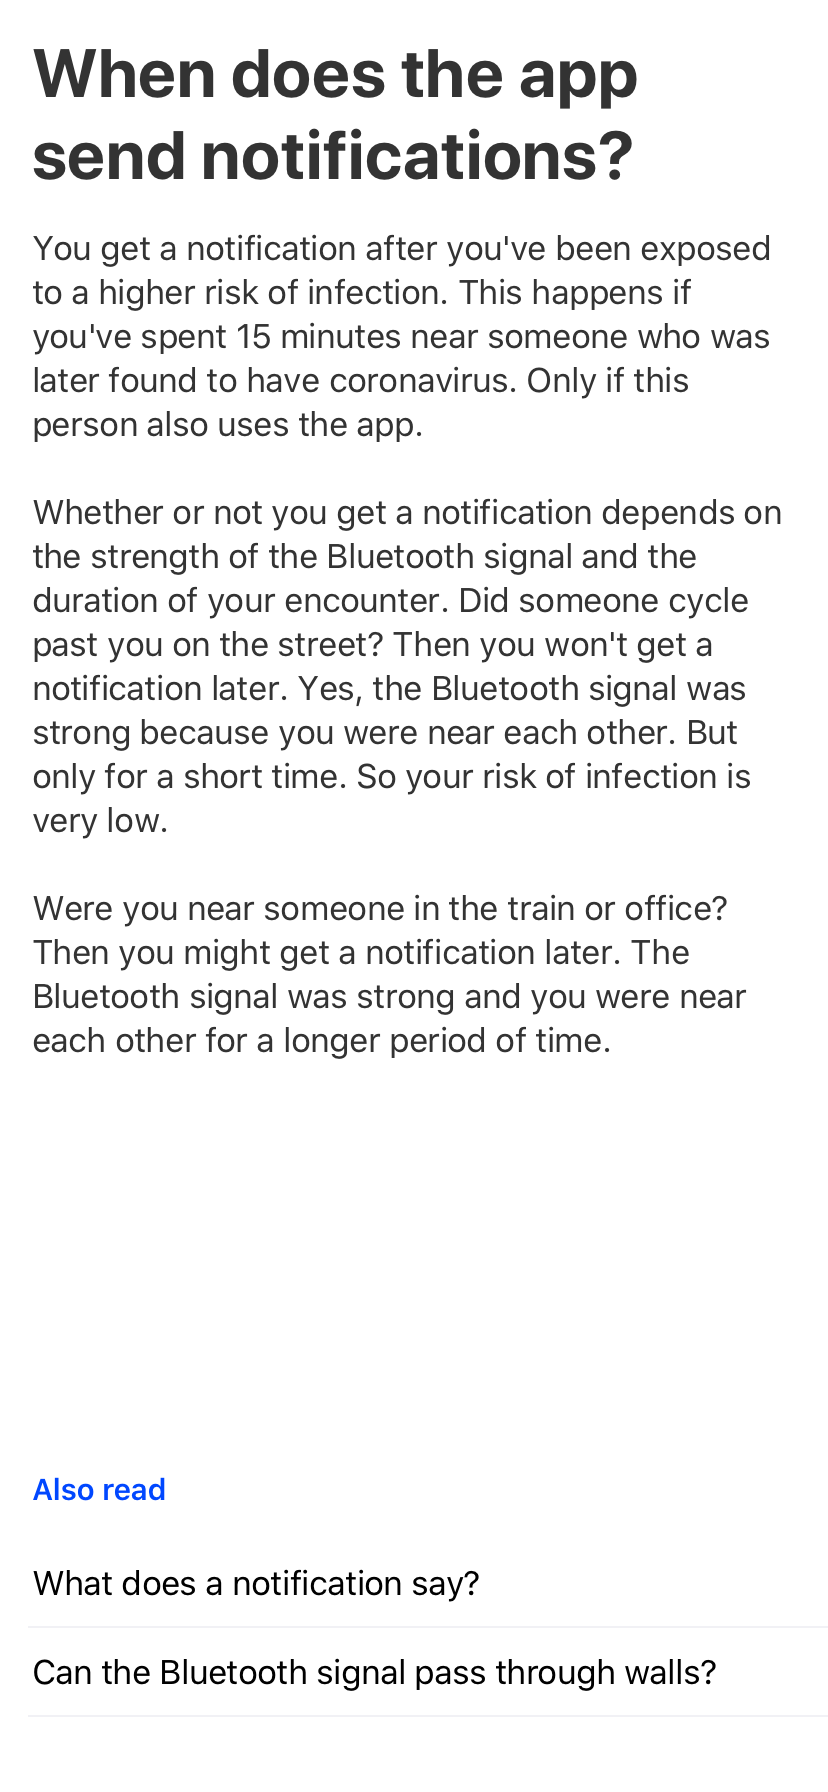 When does the app
send notifications?
You get a notification after you've been exposed
to a higher risk of infection. This happens if
you've spent 15 minutes near someone who was
later found to have coronavirus. Only if this
person also uses the app.
Whether or not you get a notification depends on
the strength of the Bluetooth signal and the
duration of your encounter. Did someone cycle
past you on the street? Then you won't get a
notification later. Yes, the Bluetooth signal was
strong because you were near each other. But
only for a short time. So your risk of infection is
very low.
Were you near someone in the train or office?
Then you might get a notification later. The
Bluetooth signal was strong and you were near
each other for a longer period of time.
Also read
What does a notification say?
Can the Bluetooth signal pass through walls?